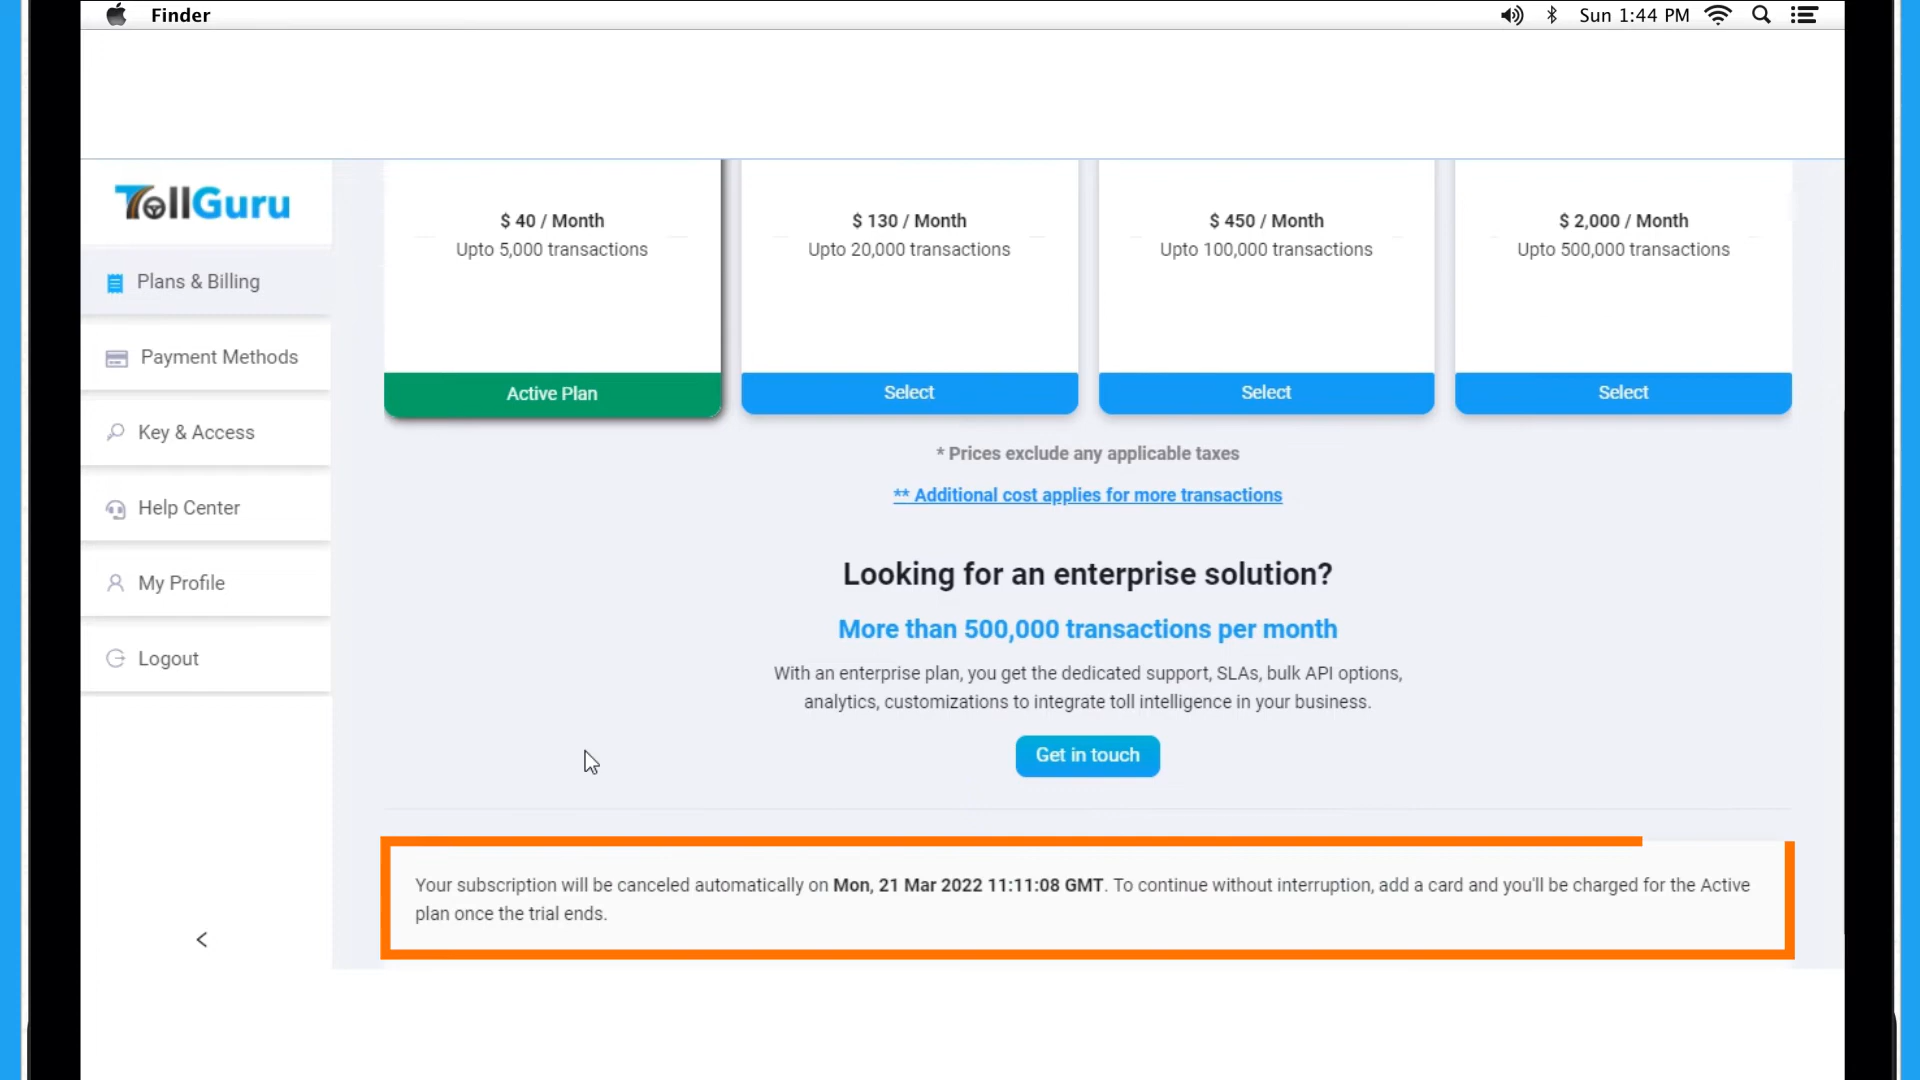 Finder
Sun 1:44 PM
TollGuru
Plans & Billing
Payment Methods
Key & Access
Help Center
My Profile
Logout
$ 40 / Month
Upto 5,000 transactions
Active Plan
$ 130 / Month
Upto 20,000 transactions
Select
$ 450 / Month
Upto 100,000 transactions
Select
$ 2,000 / Month
Upto 500,000 transactions
Select
* Prices exclude any applicable taxes
** Additional cost applies for more transactions
Looking for an enterprise solution?
More than 500,000 transactions per month
With an enterprise plan, you get the dedicated support, SLAs, bulk API options,
analytics, customizations to integrate toll intelligence in your business.
Get in touch
Your subscription will be canceled automatically on Mon, 21 Mar 2022 11:11:08 GMT. To continue without interruption, add a card and you'll be charged for the Active
plan once the trial ends.